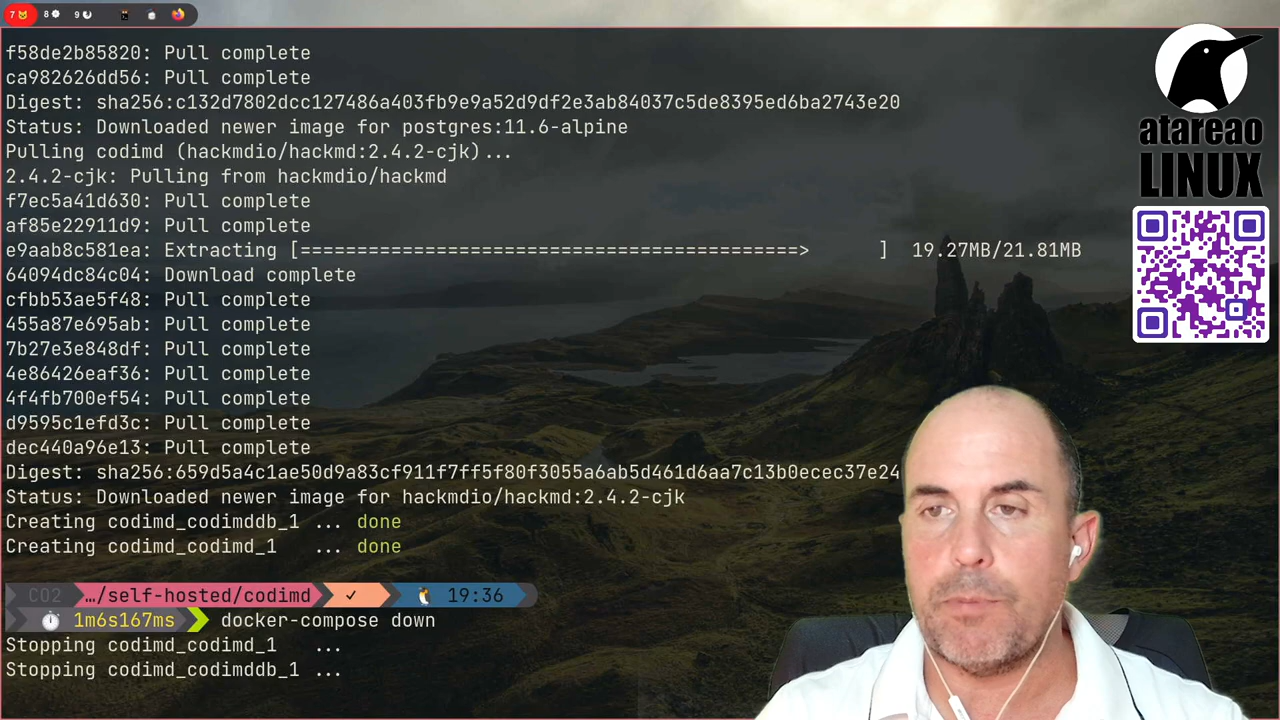 7 8 9
f58de2b85820: Pull complete
ca982626dd56: Pull complete
Digest: sha256:c132d7802dcc127486a403fb9e9a52d9df2e3ab84037c5de8395ed6ba2743e20
Status: Downloaded newer image for postgres:11.6-alpine
Pulling codimd (hackmdio/hackmd:2.4.2-cjk)...
2.4.2-cjk: Pulling from hackmdio/hackmd
f7ec5a41d630: Pull complete
af85e22911d9: Pull complete
e9aab8c581ea: Extracting [============================================>      ]  19.27MB/21.81MB
64094dc84c04: Download complete
cfbb53ae5f48: Pull complete
455a87e695ab: Pull complete
7b27e3e848df: Pull complete
4e86426eaf36: Pull complete
4f4fb700ef54: Pull complete
d9595c1efd3c: Pull complete
dec440a96e13: Pull complete
Digest: sha256:659d5a4c1ae50d9a83cf911f7ff5f80f3055a6ab5d461d6aa7c13b0ecec37e24
Status: Downloaded newer image for hackmdio/hackmd:2.4.2-cjk
Creating codimd_codimddb_1 ... done
Creating codimd_codimd_1   ... done
CO2 …/self-hosted/codimd ✓ 19:36
1m6s167ms docker-compose down
Stopping codimd_codimd_1   ...
Stopping codimd_codimddb_1 ...
atareao
LINUX